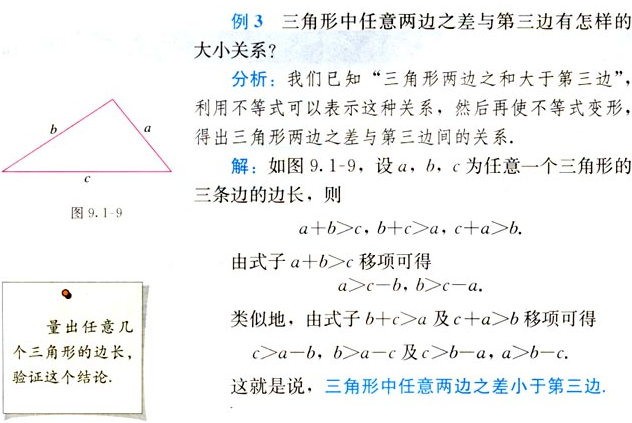 例 3 三角形中任意两边之差与第三边有怎样的
大小关系？
分析：我们已知“三角形两边之和大于第三边”，
利用不等式可以表示这种关系，然后再使不等式变形，
得出三角形两边之差与第三边间的关系.
解：如图 9.1-9，设 a，b，c 为任意一个三角形的
三条边的边长，则
a+b>c，b+c>a，c+a>b.
由式子 a+b>c 移项可得
a>c−b，b>c−a.
类似地，由式子 b+c>a 及 c+a>b 移项可得
c>a−b，b>a−c 及 c>b−a，a>b−c.
这就是说，三角形中任意两边之差小于第三边.
b
a
c
图 9.1-9
量出任意几
个三角形的边长，
验证这个结论.